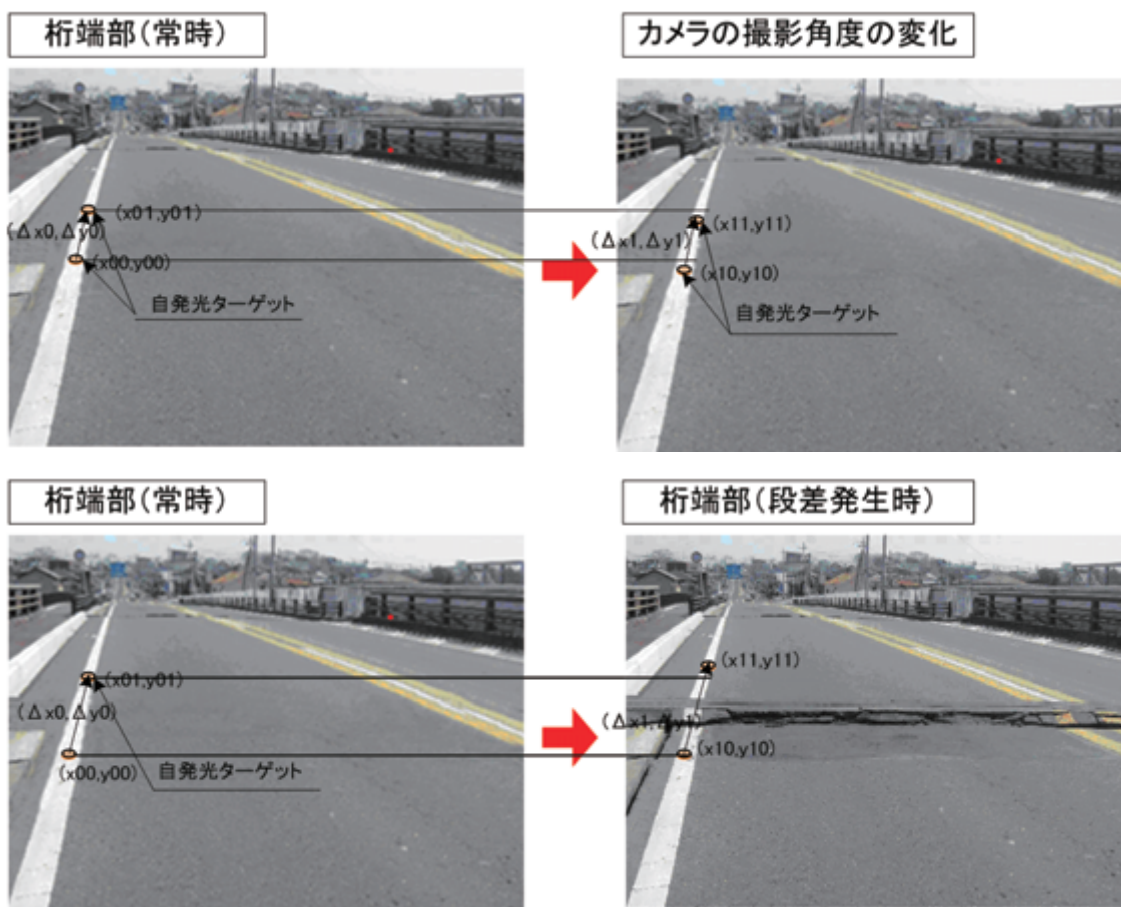 桁端部(常時)
カメラの撮影角度の変化
(x01,y01)
(Δx0,Δy0)
(x00,y00)
自発光ターゲット
(x11,y11)
(Δx1,Δy1)
(x10,y10)
自発光ターゲット
桁端部(常時)
桁端部(段差発生時)
(x01,y01)
(Δx0,Δy0)
(x00,y00)
自発光ターゲット
(x11,y11)
(Δx1,Δy1)
(x10,y10)